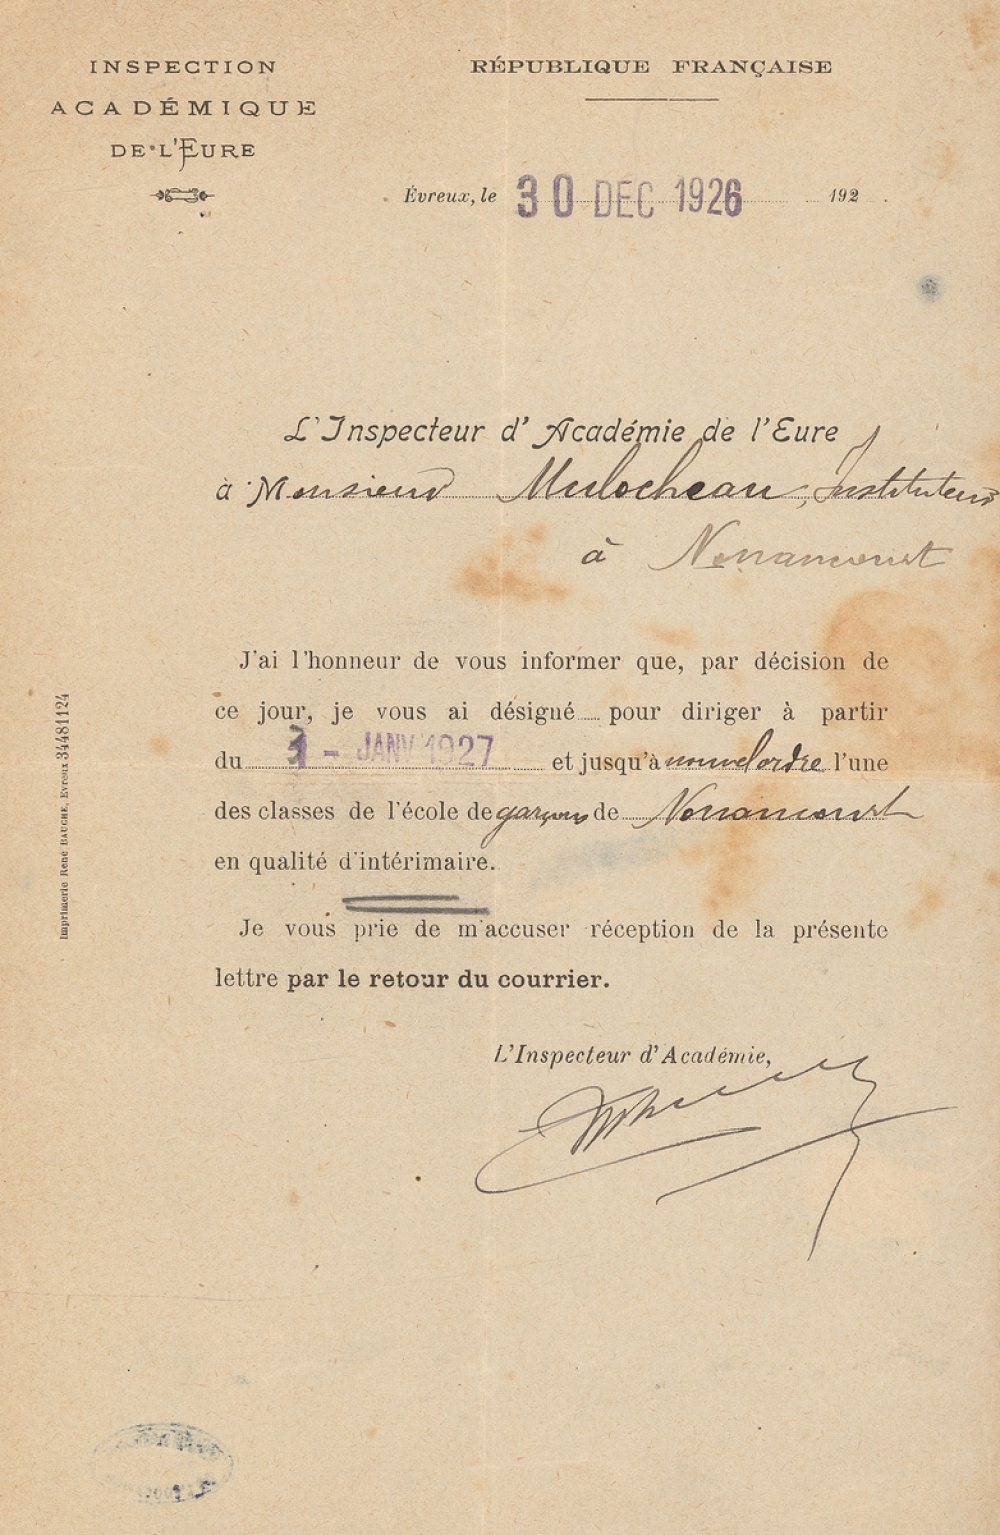 INSPECTION
ACADÉMIQUE
DE L'EURE
RÉPUBLIQUE FRANÇAISE
Évreux, le 30 DEC 1926 192
L'Inspecteur d'Académie de l'Eure
à Monsieur Mulocheau, Instituteur
à Nonancourt
J'ai l'honneur de vous informer que, par décision de
ce jour, je vous ai désigné pour diriger à partir
du 3 - JANV 1927 et jusqu'à nouvel ordre l'une
des classes de l'école de garçons de Nonancourt
en qualité d'intérimaire.
Je vous prie de m'accuser réception de la présente
lettre par le retour du courrier.
L'Inspecteur d'Académie,
Imprimerie René BAUCHE, Evreux 34481124